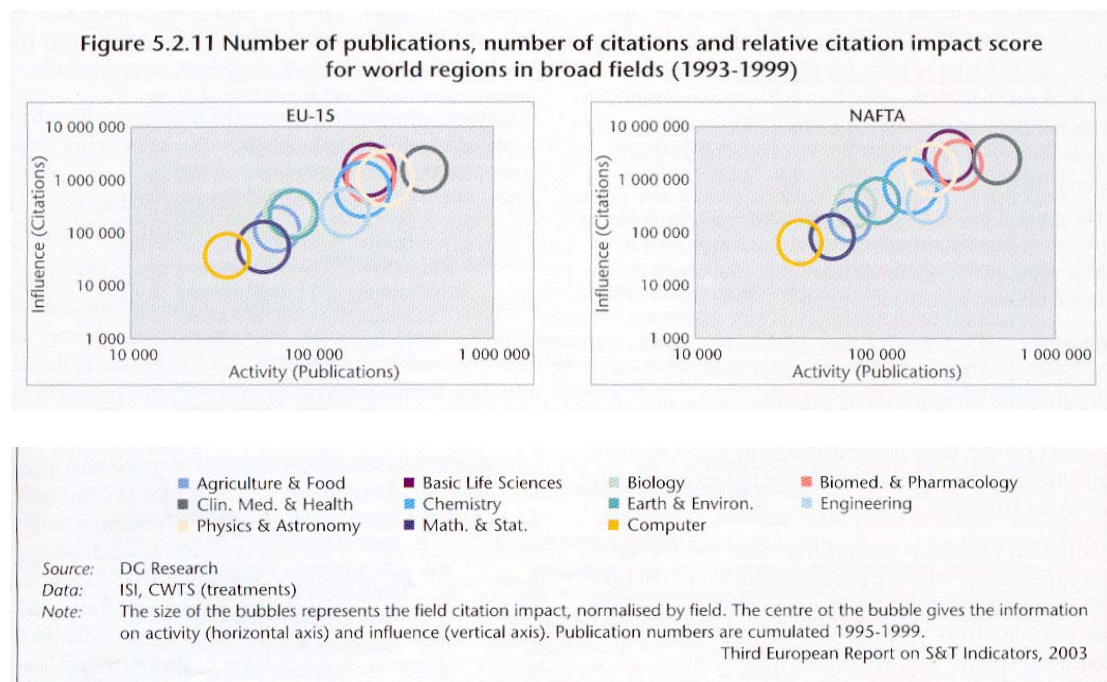 Figure 5.2.11 Number of publications, number of citations and relative citation impact score
for world regions in broad fields (1993-1999)
EU-15
10 000 000
1 000 000
100 000
10 000
1 000
Influence (Citations)
10 000
100 000
1 000 000
Activity (Publications)
NAFTA
10 000 000
1 000 000
100 000
10 000
1 000
Influence (Citations)
10 000
100 000
1 000 000
Activity (Publications)
Agriculture & Food
Basic Life Sciences
Biology
Biomed. & Pharmacology
Clin. Med. & Health
Chemistry
Earth & Environ.
Engineering
Physics & Astronomy
Math. & Stat.
Computer
Source: DG Research
Data: ISI, CWTS (treatments)
Note: The size of the bubbles represents the field citation impact, normalised by field. The centre ot the bubble gives the information
on activity (horizontal axis) and influence (vertical axis). Publication numbers are cumulated 1995-1999.
Third European Report on S&T Indicators, 2003